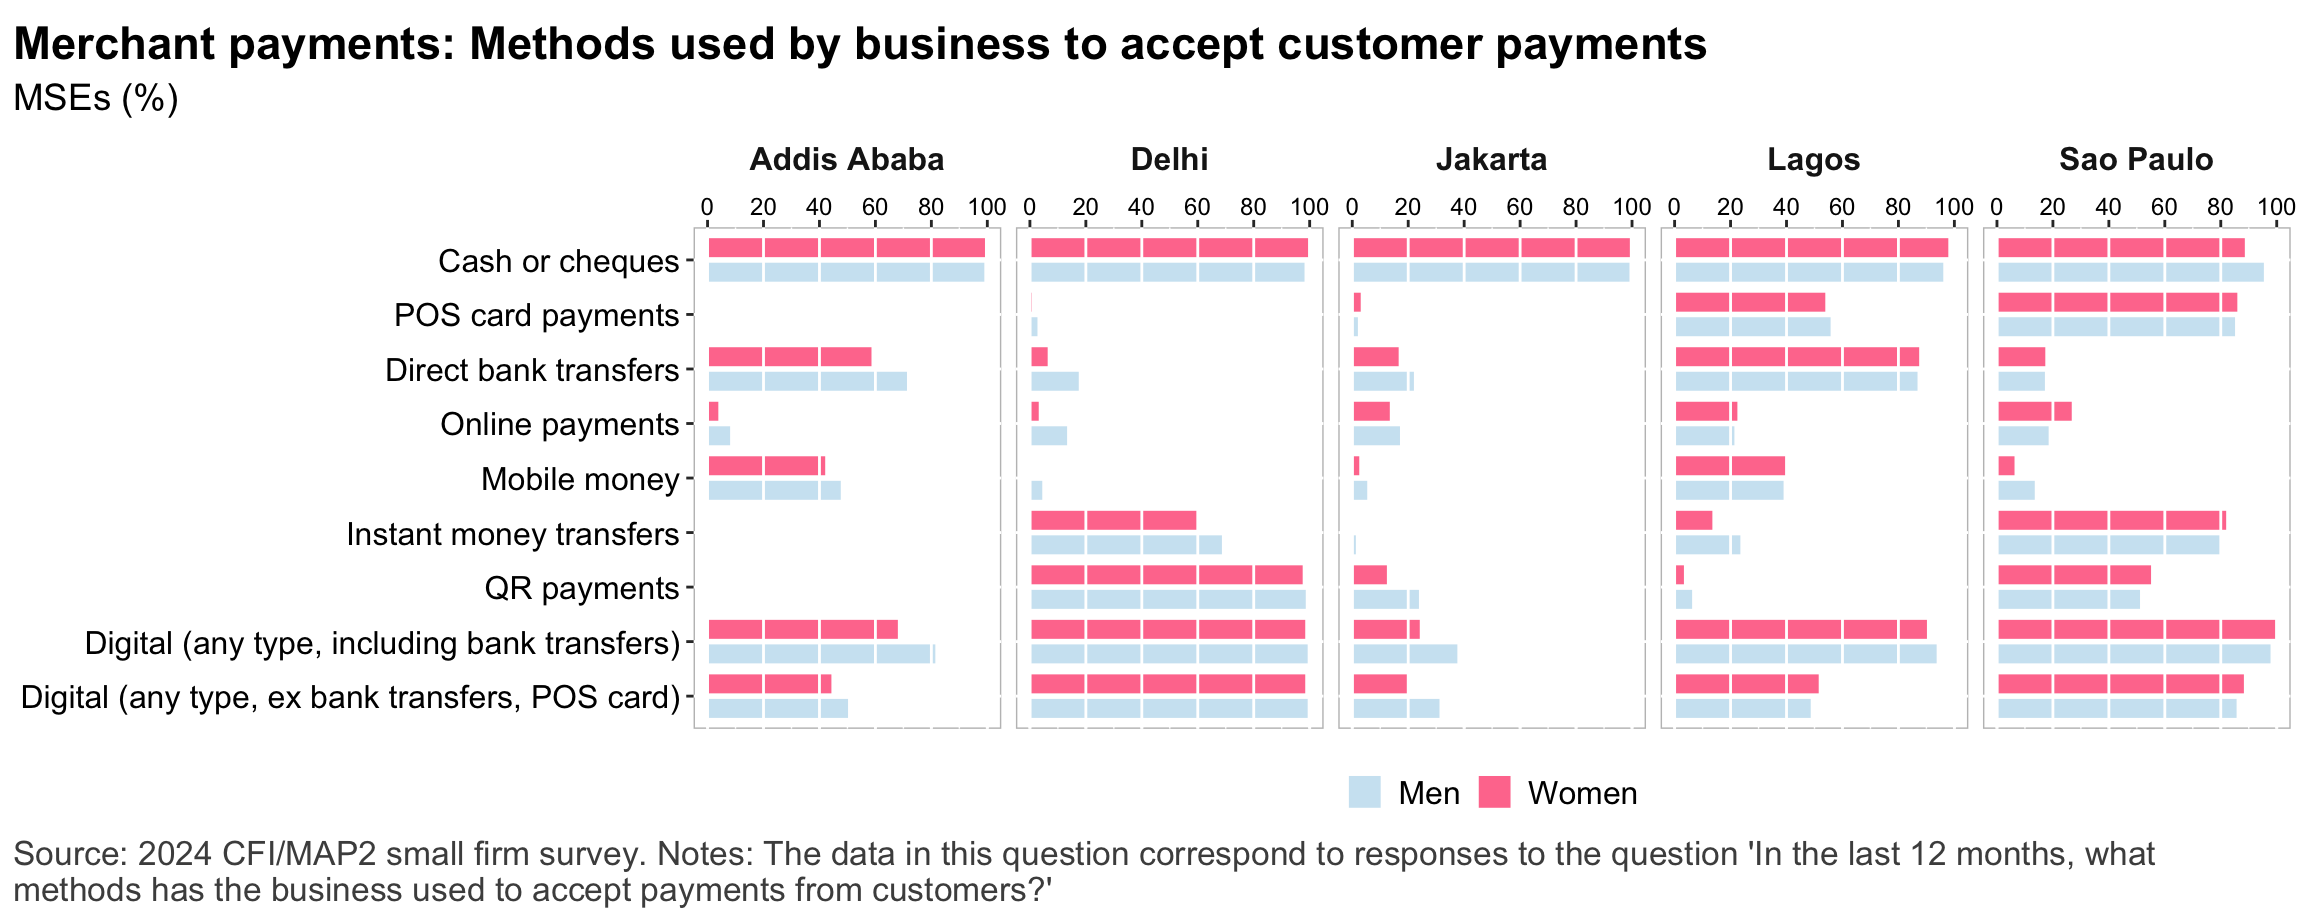 Merchant payments: Methods used by business to accept customer payments
MSEs (%)
Addis Ababa Delhi Jakarta Lagos Sao Paulo
0 20 40 60 80 100 0 20 40 60 80 100 0 20 40 60 80 100 0 20 40 60 80 100 0 20 40 60 80 100
Cash or cheques
POS card payments
Direct bank transfers
Online payments
Mobile money
Instant money transfers
QR payments
Digital (any type, including bank transfers)
Digital (any type, ex bank transfers, POS card)
Men Women
Source: 2024 CFI/MAP2 small firm survey. Notes: The data in this question correspond to responses to the question 'In the last 12 months, what
methods has the business used to accept payments from customers?'